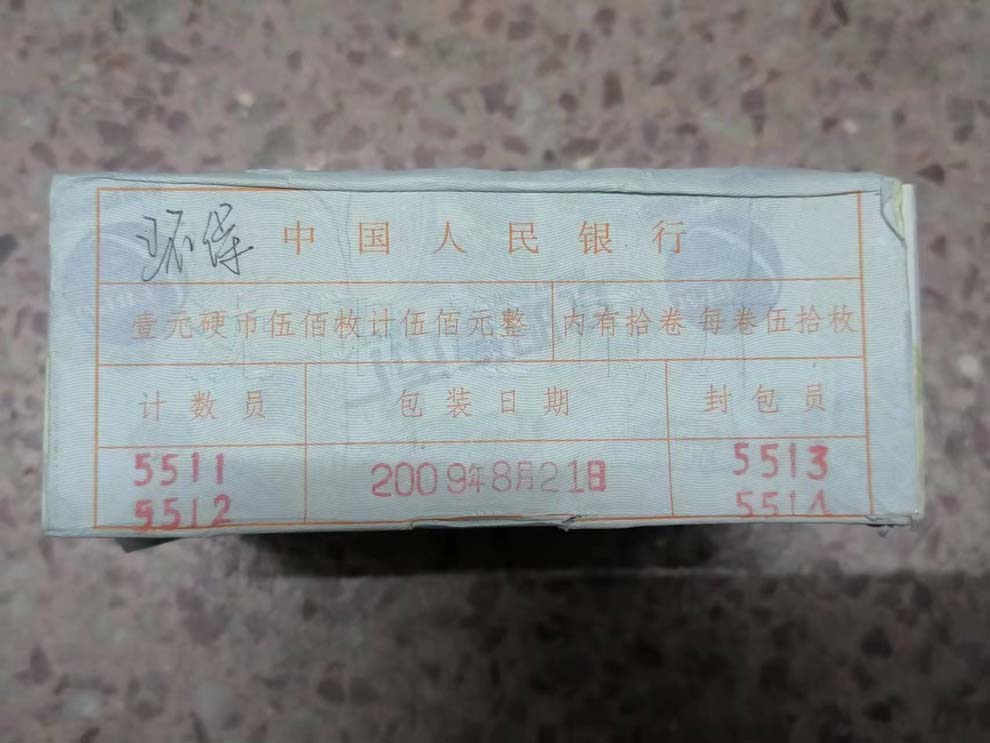 环保 中国人民银行
壹元硬币伍佰枚计伍佰元整 内有拾卷 每卷伍拾枚
计数员 包装日期 封包员
5511 2009年8月21日 5513
5512 5514